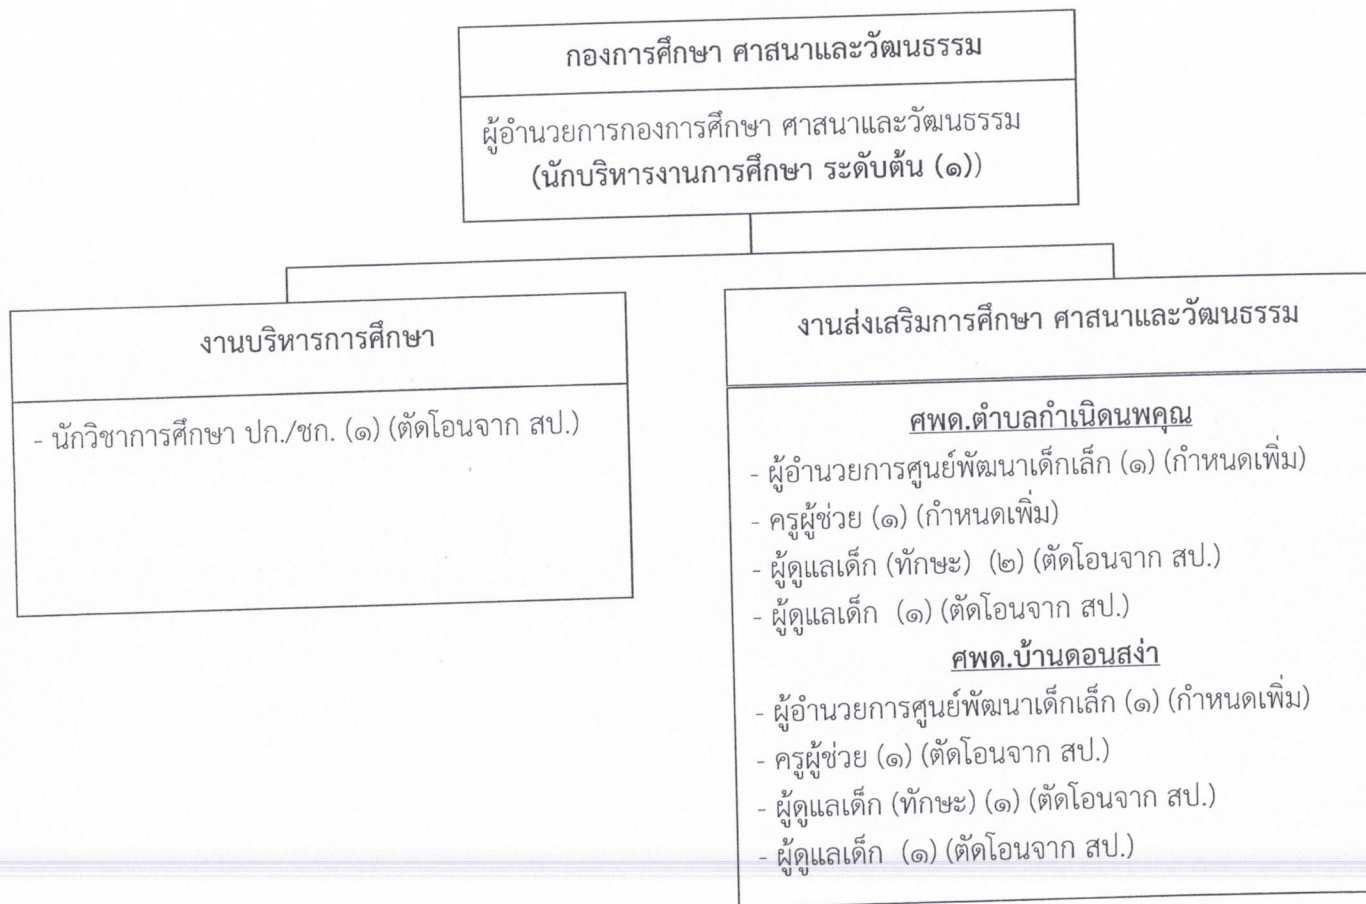 กองการศึกษา ศาสนาและวัฒนธรรม
ผู้อำนวยการกองการศึกษา ศาสนาและวัฒนธรรม
(นักบริหารงานการศึกษา ระดับต้น (๑))
งานบริหารการศึกษา
- นักวิชาการศึกษา ปก./ชก. (๑) (ตัดโอนจาก สป.)
งานส่งเสริมการศึกษา ศาสนาและวัฒนธรรม
ศพด.ตำบลกำเนิดนพคุณ
- ผู้อำนวยการศูนย์พัฒนาเด็กเล็ก (๑) (กำหนดเพิ่ม)
- ครูผู้ช่วย (๑) (กำหนดเพิ่ม)
- ผู้ดูแลเด็ก (ทักษะ) (๒) (ตัดโอนจาก สป.)
- ผู้ดูแลเด็ก (๑) (ตัดโอนจาก สป.)
ศพด.บ้านดอนสง่า
- ผู้อำนวยการศูนย์พัฒนาเด็กเล็ก (๑) (กำหนดเพิ่ม)
- ครูผู้ช่วย (๑) (ตัดโอนจาก สป.)
- ผู้ดูแลเด็ก (ทักษะ) (๑) (ตัดโอนจาก สป.)
- ผู้ดูแลเด็ก (๑) (ตัดโอนจาก สป.)